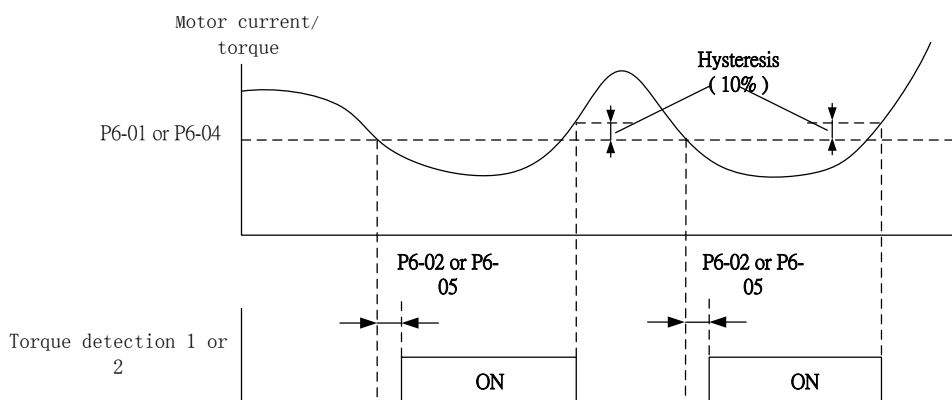 Motor current/
torque
Hysteresis
( 10% )
P6-01 or P6-04
P6-02 or P6-
05
P6-02 or P6-
05
Torque detection 1 or
2
ON
ON